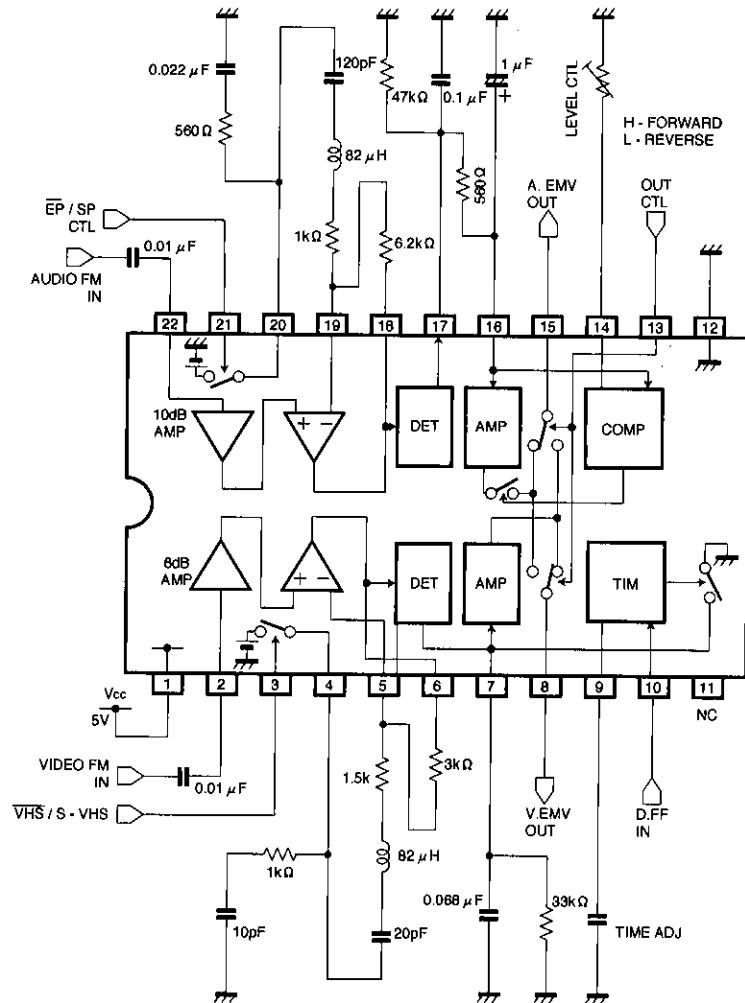 0.022 μF
560Ω
120pF
82 μH
1kΩ
6.2kΩ
47kΩ
0.1 μF
1 μF
560Ω
LEVEL CTL
H - FORWARD
L - REVERSE
EP / SP
CTL
0.01 μF
AUDIO FM
IN
A. EMV
OUT
OUT
CTL
22
21
20
19
18
17
16
15
14
13
12
10dB
AMP
+ -
DET
AMP
COMP
6dB
AMP
+ -
DET
AMP
TIM
1
2
3
4
5
6
7
8
9
10
11
NC
Vcc
5V
VIDEO FM
IN
0.01 μF
VHS / S - VHS
1kΩ
10pF
1.5k
82 μH
20pF
3kΩ
0.068 μF
33kΩ
V.EMV
OUT
TIME ADJ
D.FF
IN